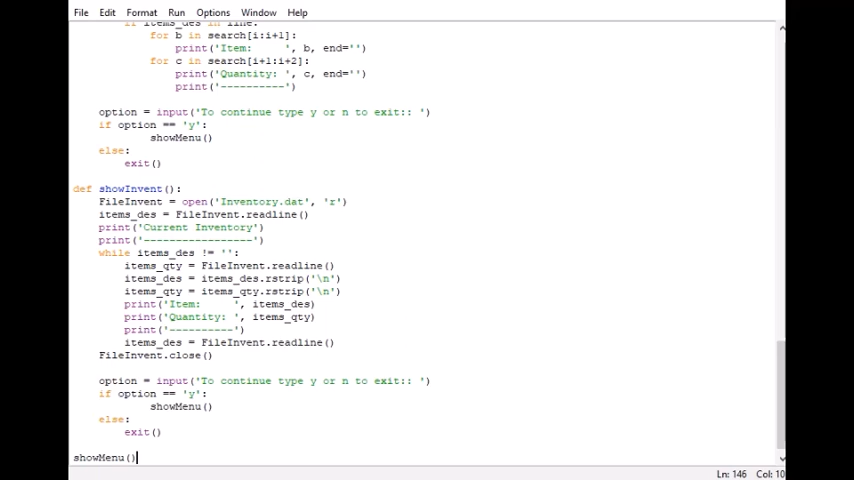 File Edit Format Run Options Window Help
if items_des in line:
for b in search[i:i+1]:
print('Item:     ', b, end='')
for c in search[i+1:i+2]:
print('Quantity: ', c, end='')
print('----------')
option = input('To continue type y or n to exit:: ')
if option == 'y':
showMenu()
else:
exit()
def showInvent():
FileInvent = open('Inventory.dat', 'r')
items_des = FileInvent.readline()
print('Current Inventory')
print('-----------------')
while items_des != '':
items_qty = FileInvent.readline()
items_des = items_des.rstrip('\n')
items_qty = items_qty.rstrip('\n')
print('Item:     ', items_des)
print('Quantity: ', items_qty)
print('----------')
items_des = FileInvent.readline()
FileInvent.close()
option = input('To continue type y or n to exit:: ')
if option == 'y':
showMenu()
else:
exit()
showMenu()
Ln: 146 Col: 10